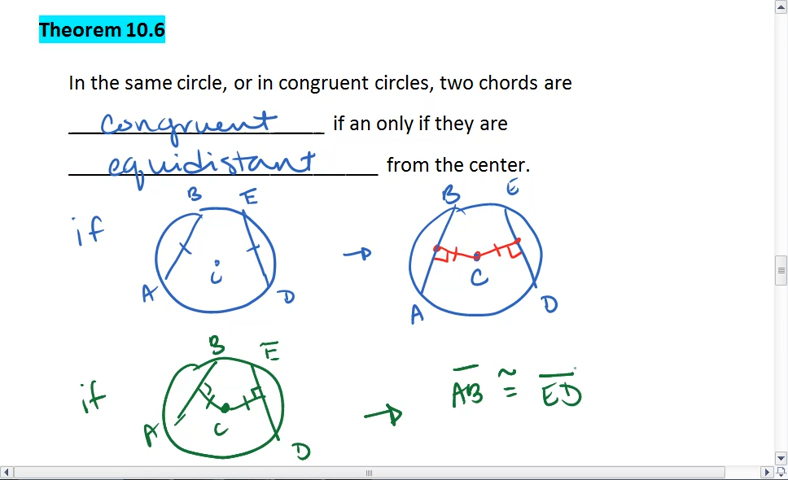 Theorem 10.6
In the same circle, or in congruent circles, two chords are
congruent if an only if they are
equidistant from the center.
if B E A C D → B E A C D
if B E A C D → AB ≅ ED